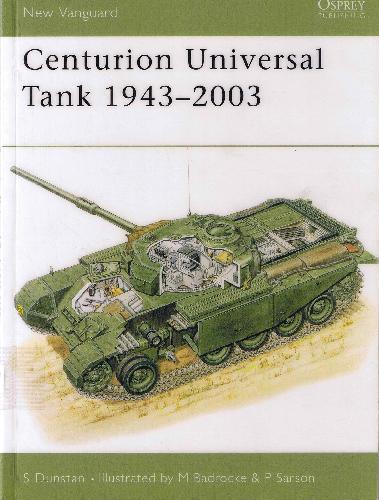 New Vanguard
OSPREY
PUBLISHING
Centurion Universal
Tank 1943–2003
S Dunstan • Illustrated by M Badrocke & P Sarson